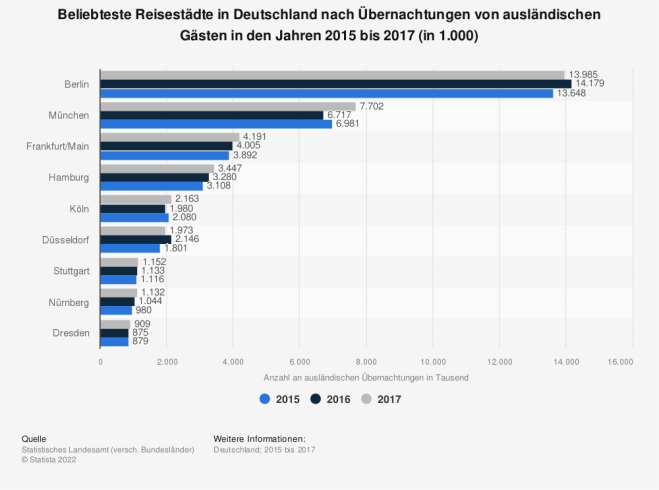 Beliebteste Reisestädte in Deutschland nach Übernachtungen von ausländischen
Gästen in den Jahren 2015 bis 2017 (in 1.000)
Berlin
13.985
14.179
13.648
München
7.702
6.717
6.981
Frankfurt/Main
4.191
4.005
3.892
Hamburg
3.447
3.280
3.108
Köln
2.163
1.980
2.080
Düsseldorf
1.973
2.146
1.801
Stuttgart
1.152
1.133
1.116
Nürnberg
1.132
1.044
980
Dresden
909
875
879
0 2.000 4.000 6.000 8.000 10.000 12.000 14.000 16.000
Anzahl an ausländischen Übernachtungen in Tausend
2015 2016 2017
Quelle
Statistisches Landesamt (versch. Bundesländer)
© Statista 2022
Weitere Informationen:
Deutschland; 2015 bis 2017